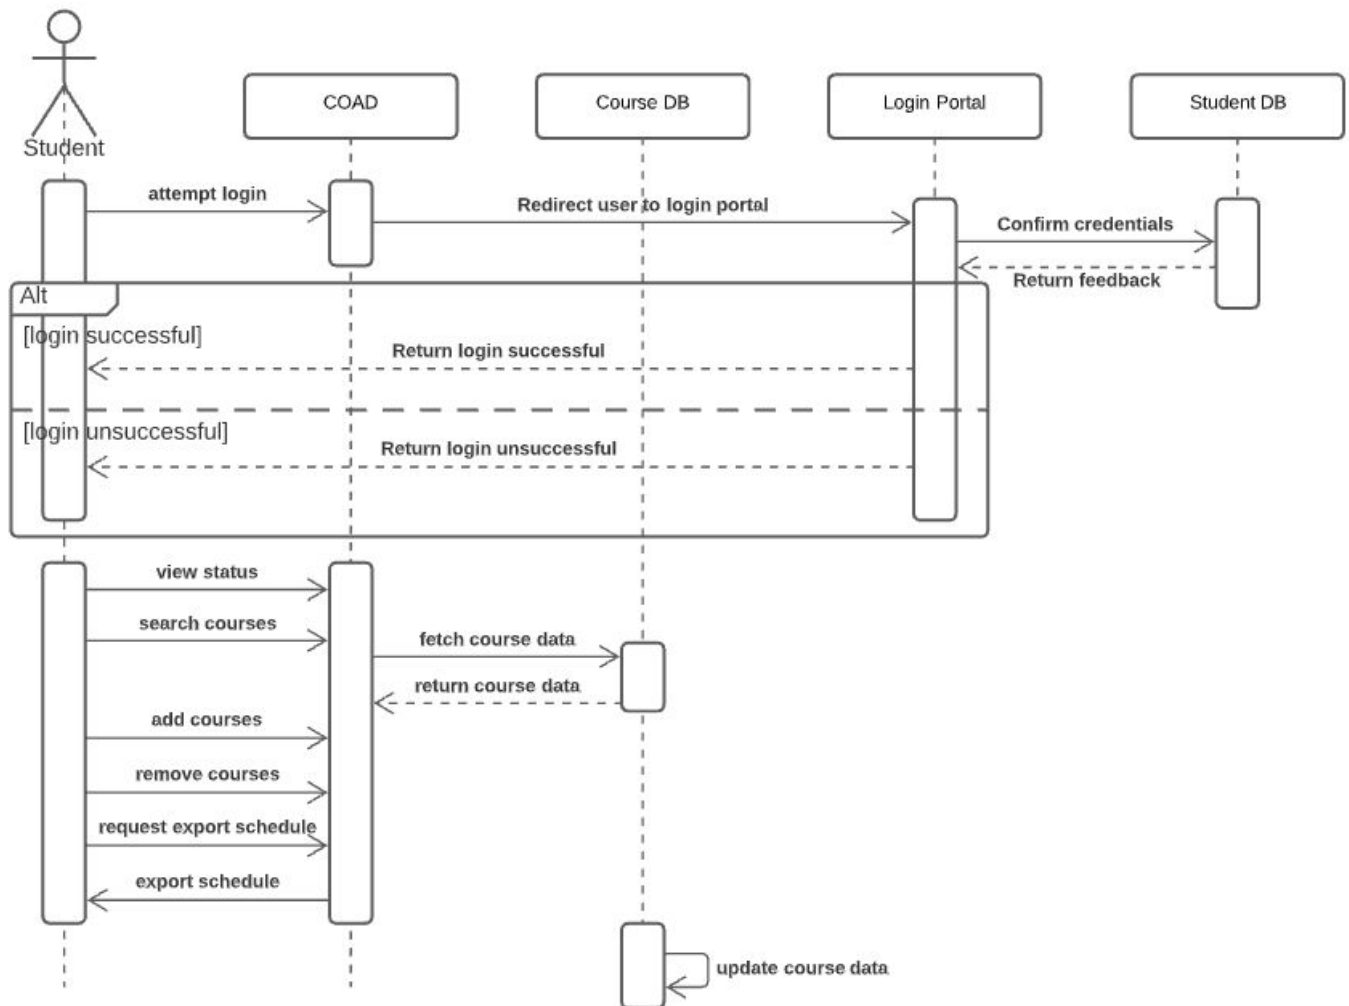 COAD
Course DB
Login Portal
Student DB
Student
attempt login
Redirect user to login portal
Confirm credentials
Return feedback
Alt
[login successful]
Return login successful
[login unsuccessful]
Return login unsuccessful
view status
search courses
fetch course data
return course data
add courses
remove courses
request export schedule
export schedule
update course data